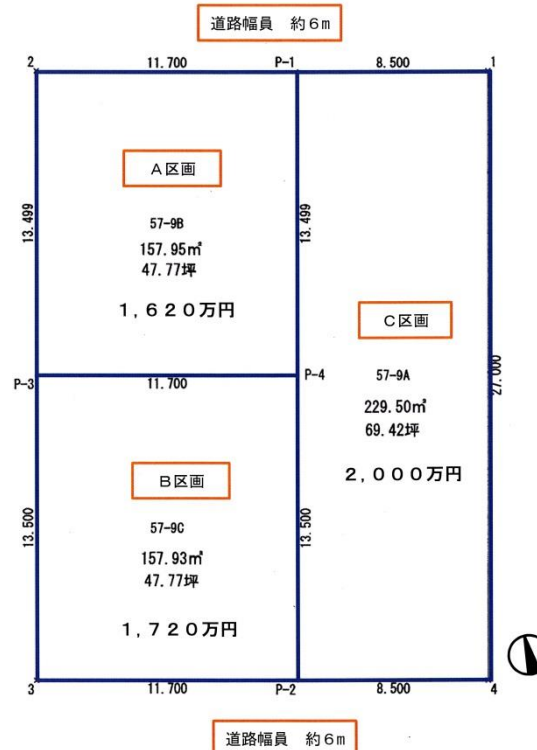 道路幅員 約6m
2
11.700
P-1
8.500
1
A区画
57-9B
157.95㎡
47.77坪
1,620万円
13.499
13.499
C区画
57-9A
229.50㎡
69.42坪
2,000万円
27.000
P-3
11.700
P-4
B区画
57-9C
157.93㎡
47.77坪
1,720万円
13.500
13.500
3
11.700
P-2
8.500
4
道路幅員 約6m